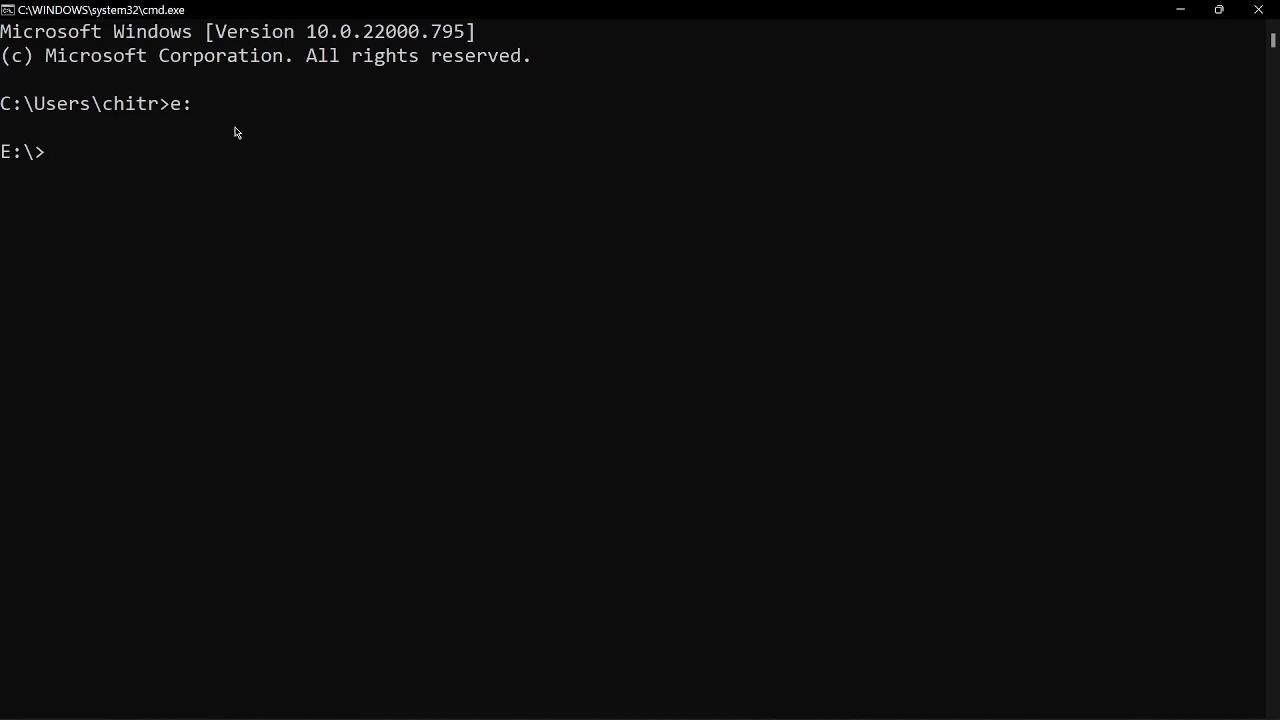 C:\WINDOWS\system32\cmd.exe
Microsoft Windows [Version 10.0.22000.795]
(c) Microsoft Corporation. All rights reserved.
C:\Users\chitr>e:
E:\>